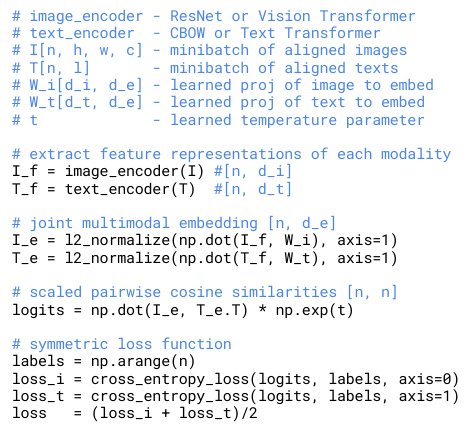 # image_encoder - ResNet or Vision Transformer
# text_encoder  - CBOW or Text Transformer
# I[n, h, w, c] - minibatch of aligned images
# T[n, l]       - minibatch of aligned texts
# W_i[d_i, d_e] - learned proj of image to embed
# W_t[d_t, d_e] - learned proj of text to embed
# t             - learned temperature parameter

# extract feature representations of each modality
I_f = image_encoder(I) #[n, d_i]
T_f = text_encoder(T)  #[n, d_t]

# joint multimodal embedding [n, d_e]
I_e = l2_normalize(np.dot(I_f, W_i), axis=1)
T_e = l2_normalize(np.dot(T_f, W_t), axis=1)

# scaled pairwise cosine similarities [n, n]
logits = np.dot(I_e, T_e.T) * np.exp(t)

# symmetric loss function
labels = np.arange(n)
loss_i = cross_entropy_loss(logits, labels, axis=0)
loss_t = cross_entropy_loss(logits, labels, axis=1)
loss   = (loss_i + loss_t)/2